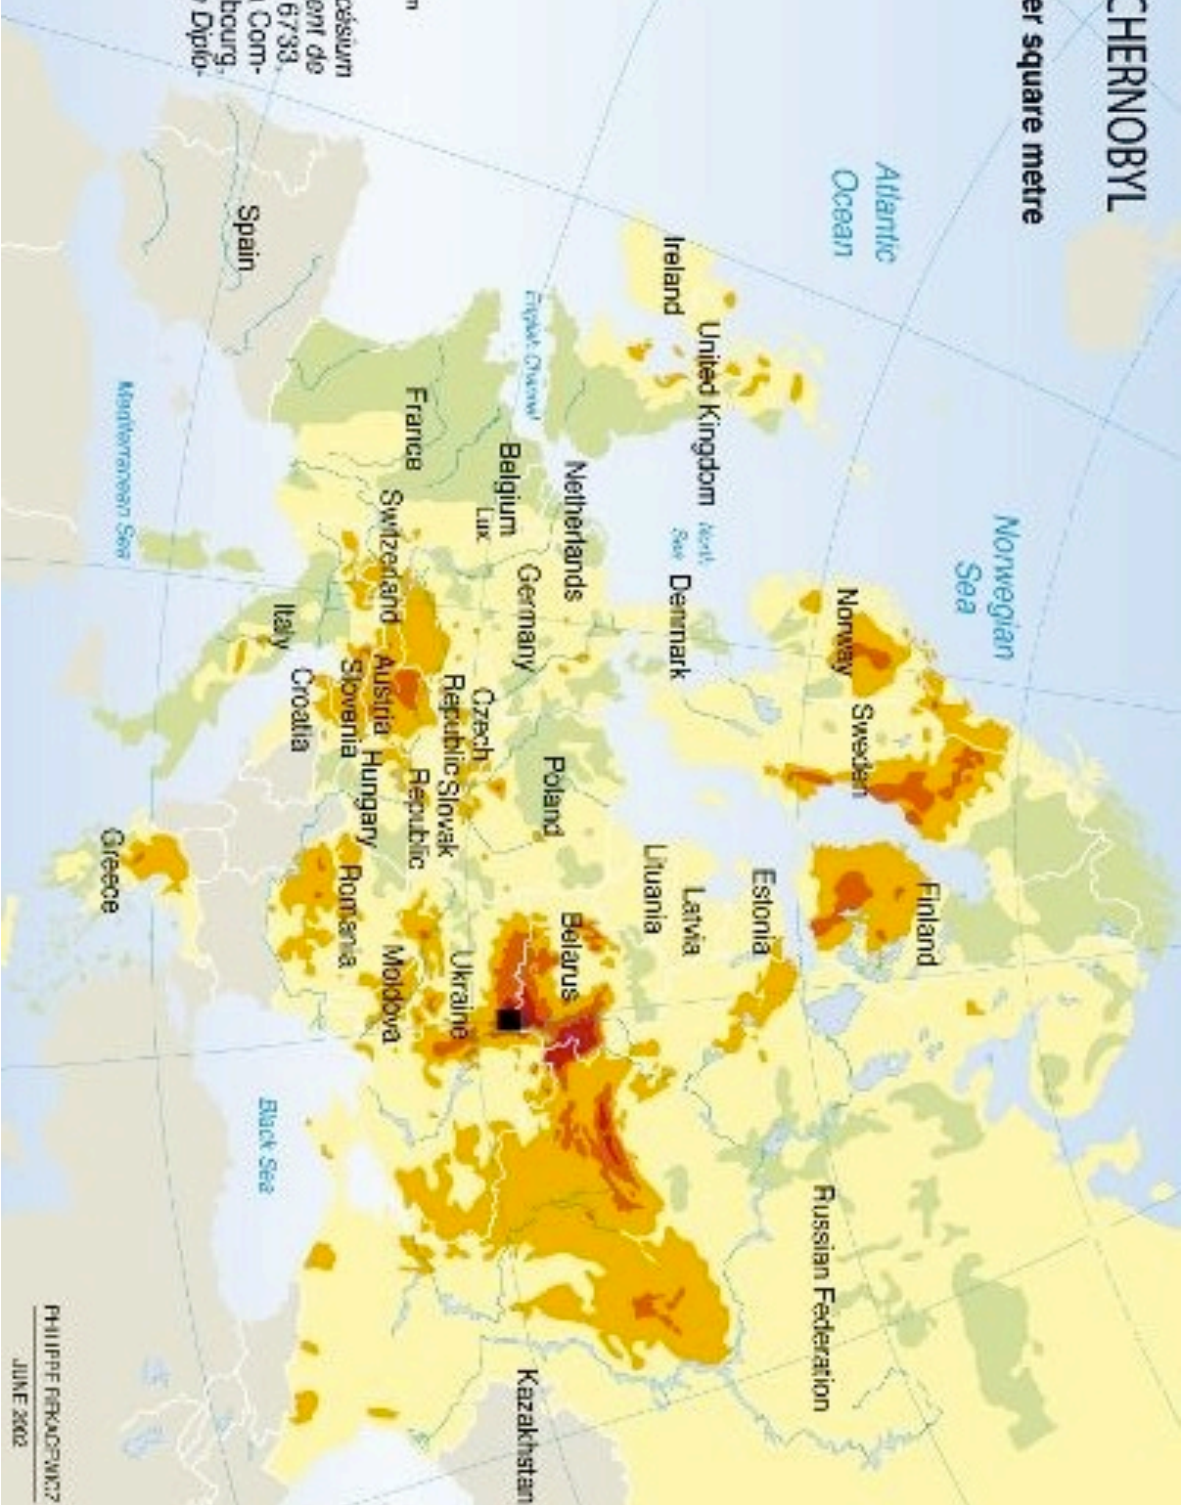 CHERNOBYL
er square metre
Atlantic
Ocean
Norwegian
Sea
Ireland
United Kingdom
North
Sea
Norway
Sweden
Finland
Denmark
Estonia
Latvia
Lituania
English Channel
Netherlands
Belgium
Lux.
Germany
Poland
Belarus
Russian Federation
France
Switzerland
Czech
Republic
Slovak
Republic
Ukraine
Austria
Hungary
Moldova
Slovenia
Romania
Croatia
Italy
Spain
Kazakhstan
Black Sea
Greece
Mediterranean Sea
m
césium
ent de
6733,
Com-
bourg,
Diplo-
JUNE 2002